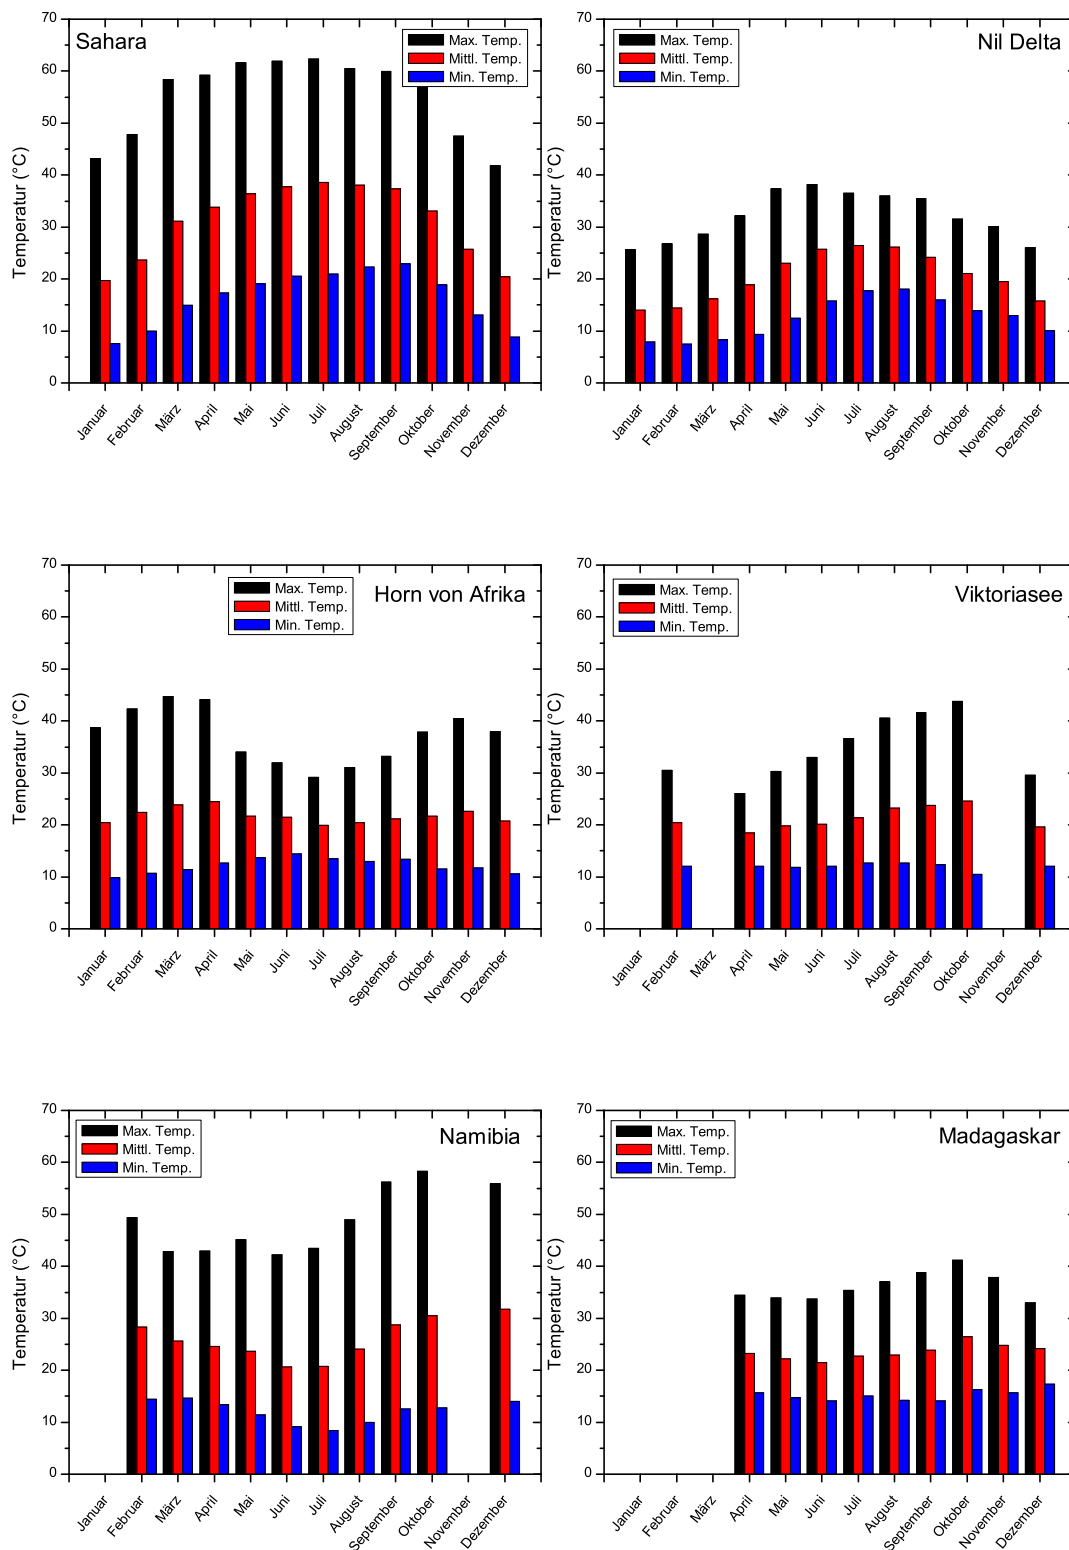 Sahara
Max. Temp.
Mittl. Temp.
Min. Temp.
Temperatur (°C)
70
60
50
40
30
20
10
0
Januar
Februar
März
April
Mai
Juni
Juli
August
September
Oktober
November
Dezember
Nil Delta
Max. Temp.
Mittl. Temp.
Min. Temp.
Temperatur (°C)
70
60
50
40
30
20
10
0
Januar
Februar
März
April
Mai
Juni
Juli
August
September
Oktober
November
Dezember
Horn von Afrika
Max. Temp.
Mittl. Temp.
Min. Temp.
Temperatur (°C)
70
60
50
40
30
20
10
0
Januar
Februar
März
April
Mai
Juni
Juli
August
September
Oktober
November
Dezember
Viktoriasee
Max. Temp.
Mittl. Temp.
Min. Temp.
Temperatur (°C)
70
60
50
40
30
20
10
0
Januar
Februar
März
April
Mai
Juni
Juli
August
September
Oktober
November
Dezember
Namibia
Max. Temp.
Mittl. Temp.
Min. Temp.
Temperatur (°C)
70
60
50
40
30
20
10
0
Januar
Februar
März
April
Mai
Juni
Juli
August
September
Oktober
November
Dezember
Madagaskar
Max. Temp.
Mittl. Temp.
Min. Temp.
Temperatur (°C)
70
60
50
40
30
20
10
0
Januar
Februar
März
April
Mai
Juni
Juli
August
September
Oktober
November
Dezember